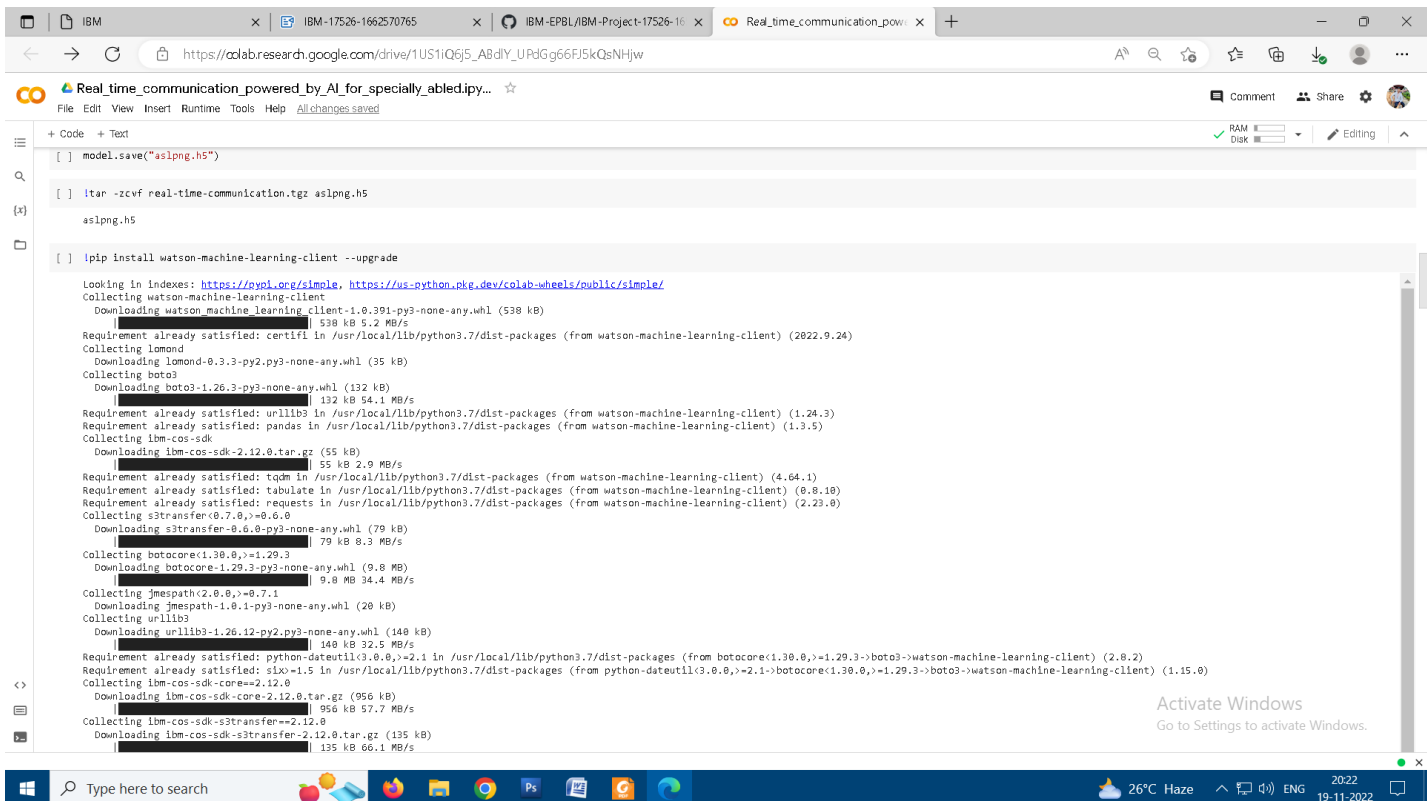 IBM
IBM-17526-1662570765
IBM-EPBL/IBM-Project-17526-16
Real_time_communication_powe
https://colab.research.google.com/drive/1US1iQ6j5_ABdlY_UPdGg66FJ5kQsNHjw
Real_time_communication_powered_by_AI_for_specially_abled.ipy...
Comment
Share
File Edit View Insert Runtime Tools Help All changes saved
+ Code + Text
RAM
Disk
Editing
[ ] model.save("aslpng.h5")
[ ] !tar -zcvf real-time-communication.tgz aslpng.h5
{x}
aslpng.h5
[ ] !pip install watson-machine-learning-client --upgrade
Looking in indexes: https://pypi.org/simple, https://us-python.pkg.dev/colab-wheels/public/simple/
Collecting watson-machine-learning-client
Downloading watson_machine_learning_client-1.0.391-py3-none-any.whl (538 kB)
| 538 kB 5.2 MB/s
Requirement already satisfied: certifi in /usr/local/lib/python3.7/dist-packages (from watson-machine-learning-client) (2022.9.24)
Collecting lomond
Downloading lomond-0.3.3-py2.py3-none-any.whl (35 kB)
Collecting boto3
Downloading boto3-1.26.3-py3-none-any.whl (132 kB)
| 132 kB 54.1 MB/s
Requirement already satisfied: urllib3 in /usr/local/lib/python3.7/dist-packages (from watson-machine-learning-client) (1.24.3)
Requirement already satisfied: pandas in /usr/local/lib/python3.7/dist-packages (from watson-machine-learning-client) (1.3.5)
Collecting ibm-cos-sdk
Downloading ibm-cos-sdk-2.12.0.tar.gz (55 kB)
| 55 kB 2.9 MB/s
Requirement already satisfied: tqdm in /usr/local/lib/python3.7/dist-packages (from watson-machine-learning-client) (4.64.1)
Requirement already satisfied: tabulate in /usr/local/lib/python3.7/dist-packages (from watson-machine-learning-client) (0.8.10)
Requirement already satisfied: requests in /usr/local/lib/python3.7/dist-packages (from watson-machine-learning-client) (2.23.0)
Collecting s3transfer<0.7.0,>=0.6.0
Downloading s3transfer-0.6.0-py3-none-any.whl (79 kB)
| 79 kB 8.3 MB/s
Collecting botocore<1.30.0,>=1.29.3
Downloading botocore-1.29.3-py3-none-any.whl (9.8 MB)
| 9.8 MB 34.4 MB/s
Collecting jmespath<2.0.0,>=0.7.1
Downloading jmespath-1.0.1-py3-none-any.whl (20 kB)
Collecting urllib3
Downloading urllib3-1.26.12-py2.py3-none-any.whl (140 kB)
| 140 kB 32.5 MB/s
Requirement already satisfied: python-dateutil<3.0.0,>=2.1 in /usr/local/lib/python3.7/dist-packages (from botocore<1.30.0,>=1.29.3->boto3->watson-machine-learning-client) (2.8.2)
Requirement already satisfied: six>=1.5 in /usr/local/lib/python3.7/dist-packages (from python-dateutil<3.0.0,>=2.1->botocore<1.30.0,>=1.29.3->boto3->watson-machine-learning-client) (1.15.0)
Collecting ibm-cos-sdk-core==2.12.0
Downloading ibm-cos-sdk-core-2.12.0.tar.gz (956 kB)
| 956 kB 57.7 MB/s
Collecting ibm-cos-sdk-s3transfer==2.12.0
Downloading ibm-cos-sdk-s3transfer-2.12.0.tar.gz (135 kB)
| 135 kB 66.1 MB/s
Activate Windows
Go to Settings to activate Windows.
Type here to search
Ps
26°C Haze
ENG
20:22
19-11-2022